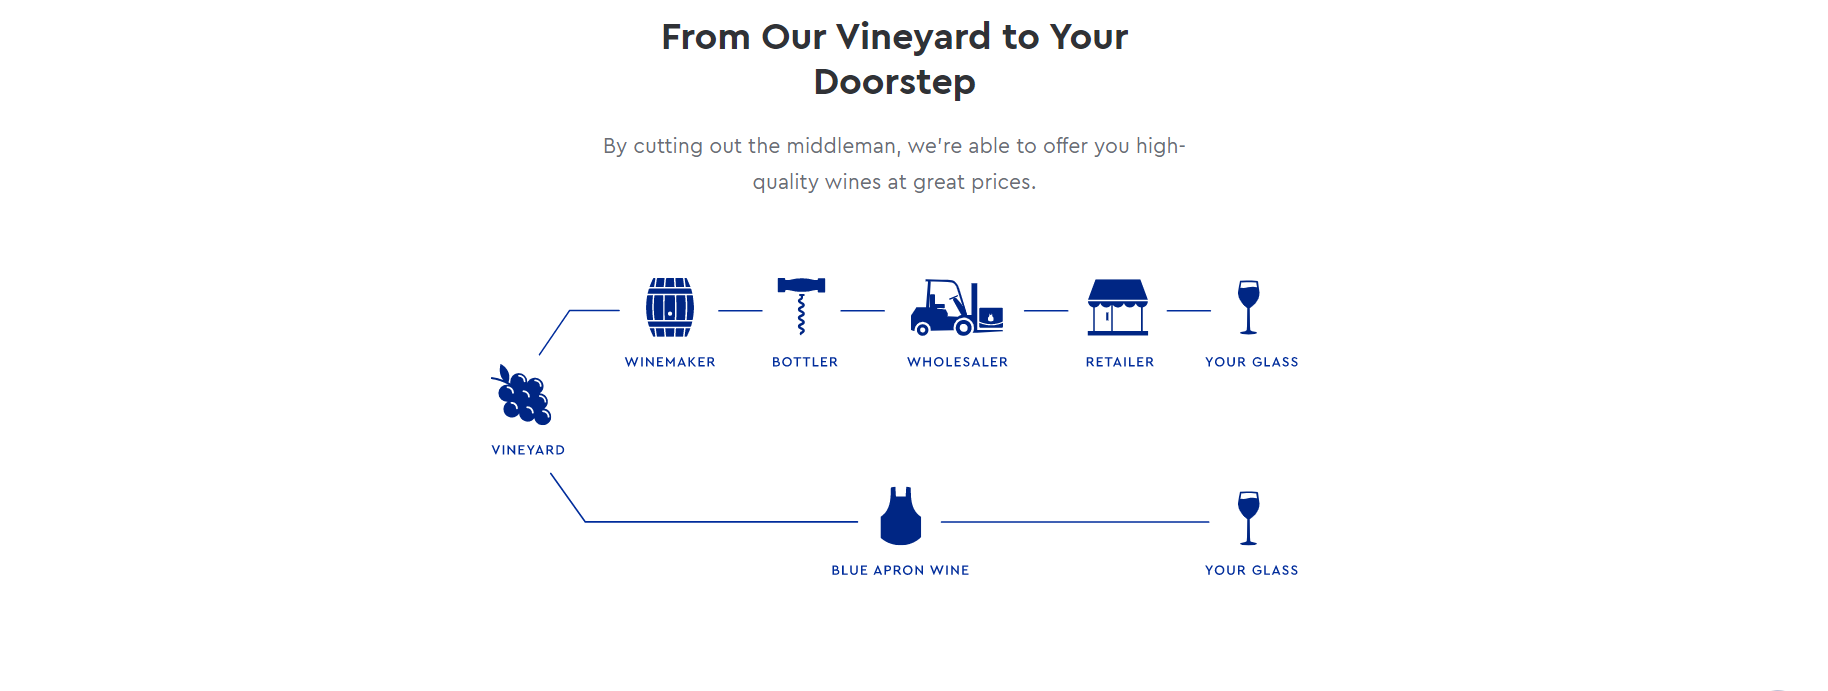 From Our Vineyard to Your
Doorstep
By cutting out the middleman, we're able to offer you high-
quality wines at great prices.
WINEMAKER
BOTTLER
WHOLESALER
RETAILER
YOUR GLASS
VINEYARD
BLUE APRON WINE
YOUR GLASS